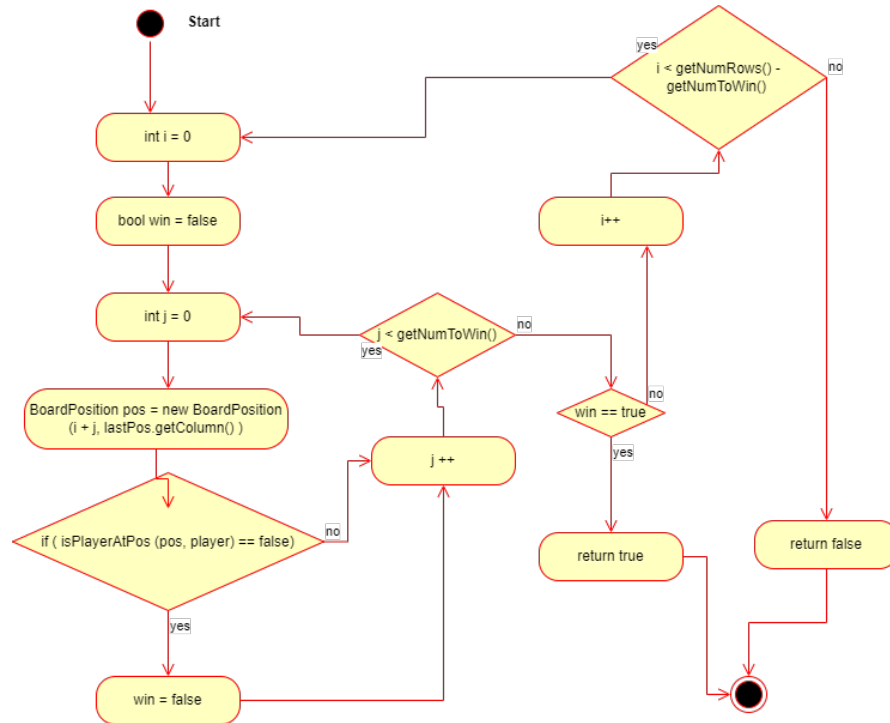 Start
yes
i < getNumRows() -
getNumToWin()
no
int i = 0
bool win = false
i++
int j = 0
j < getNumToWin()
yes
no
BoardPosition pos = new BoardPosition
(i + j, lastPos.getColumn() )
win == true
no
yes
j ++
if ( isPlayerAtPos (pos, player) == false)
no
yes
return true
return false
win = false